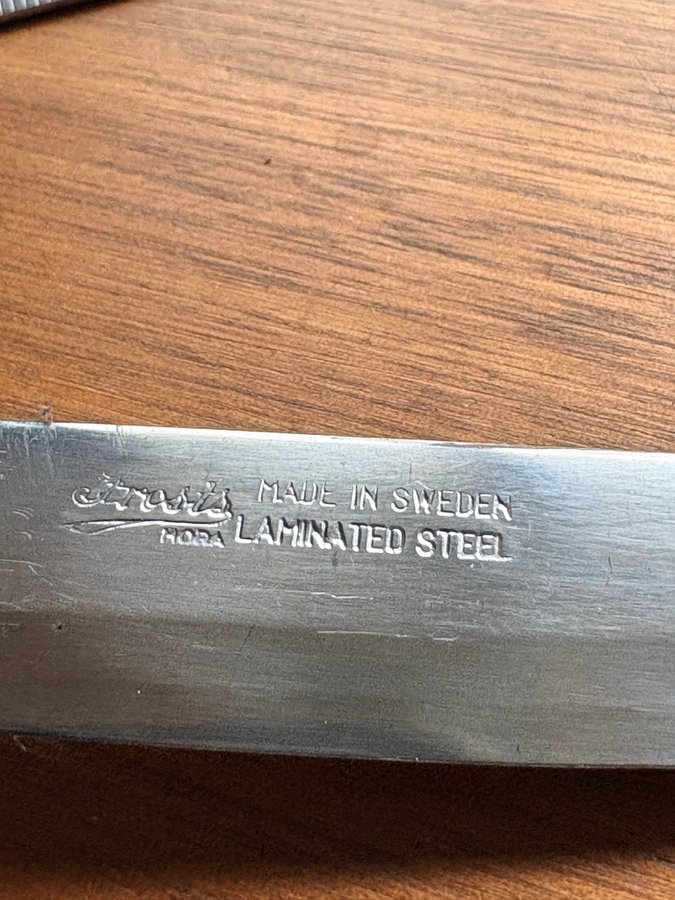 Frosts MADE IN SWEDEN
MORA LAMINATED STEEL